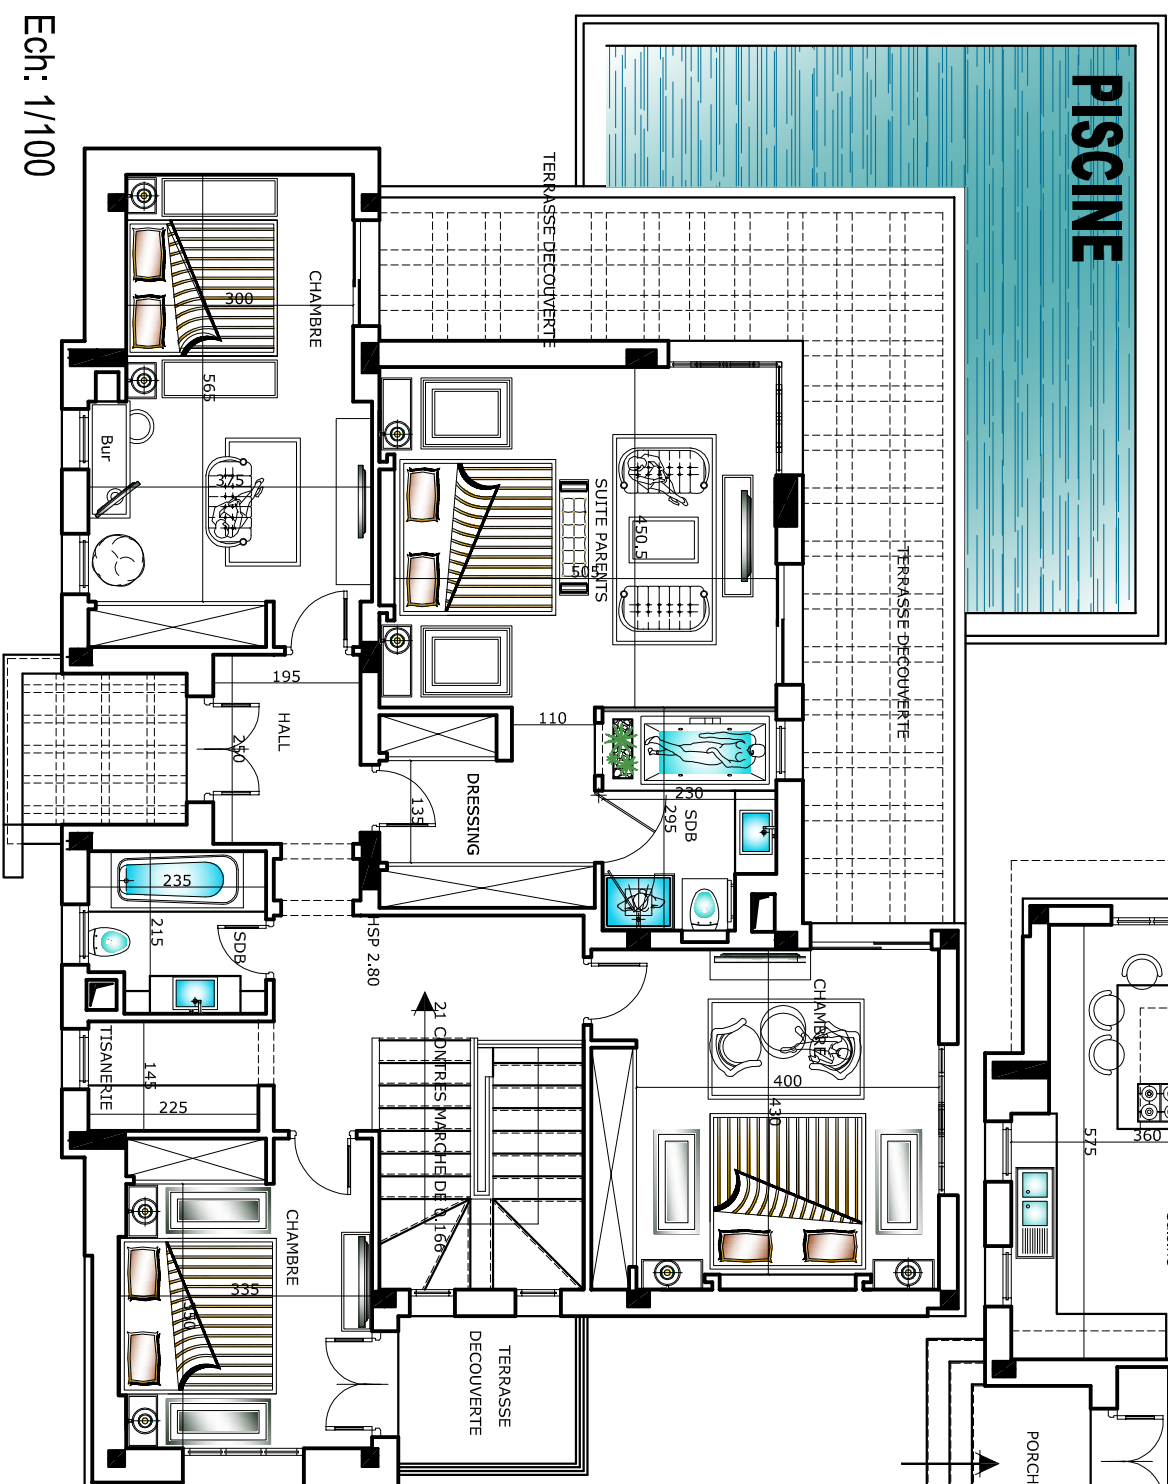 Ech: 1/100
PISCINE
TERRASSE DECOUVERTE
CHAMBRE
300
565
Bur
375
SUITE PARENTS
450.5
505
TERRASSE DECOUVERTE
195
HALL
250
110
DRESSING
135
230
SDB
295
235
215
SDB
HSP 2.80
TISANERIE
145
225
21 CONTRES MARCHE DE 0.166
CHAMBRE
400
430
CHAMBRE
335
350
TERRASSE
DECOUVERTE
575
360
PORCH